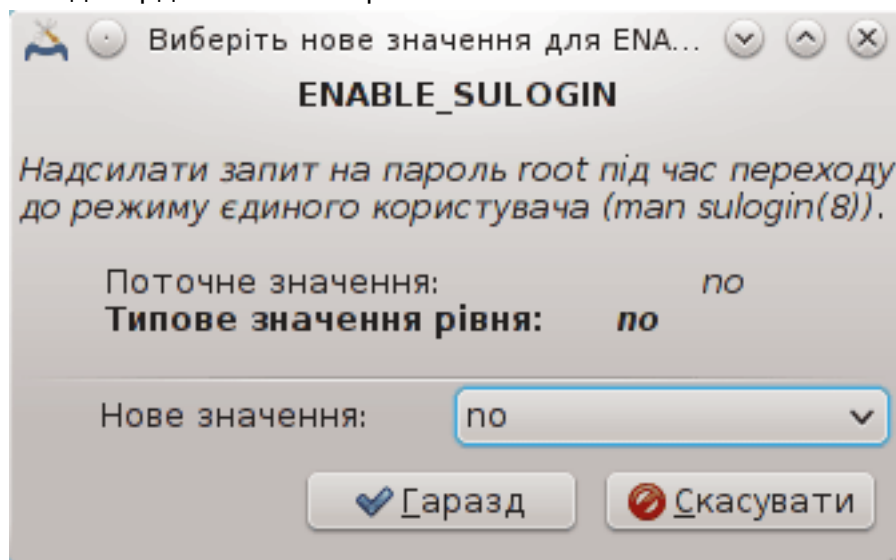 Виберіть нове значення для ENA...
ENABLE_SULOGIN
Надсилати запит на пароль root під час переходу
до режиму єдиного користувача (man sulogin(8)).
Поточне значення: no
Типове значення рівня: no
Нове значення: no
Гаразд Скасувати